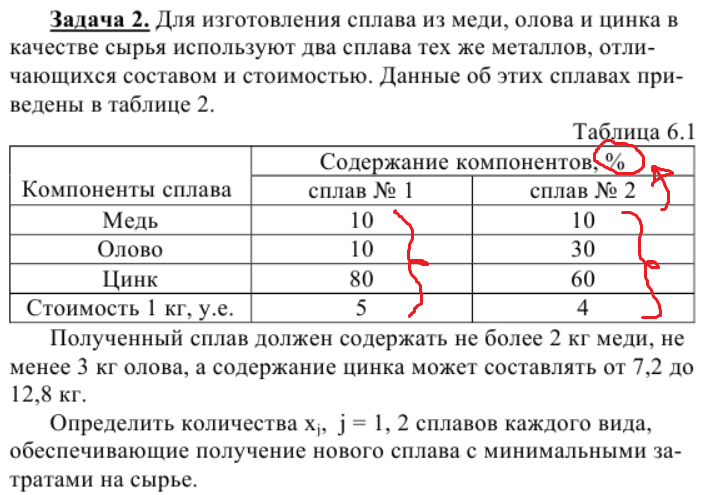 Задача 2. Для изготовления сплава из меди, олова и цинка в
качестве сырья используют два сплава тех же металлов, отли-
чающихся составом и стоимостью. Данные об этих сплавах при-
ведены в таблице 2.
Таблица 6.1
Компоненты сплава Содержание компонентов, %
сплав № 1 сплав № 2
Медь 10 10
Олово 10 30
Цинк 80 60
Стоимость 1 кг, у.е. 5 4
Полученный сплав должен содержать не более 2 кг меди, не
менее 3 кг олова, а содержание цинка может составлять от 7,2 до
12,8 кг.
Определить количества xj, j = 1, 2 сплавов каждого вида,
обеспечивающие получение нового сплава с минимальными за-
тратами на сырье.